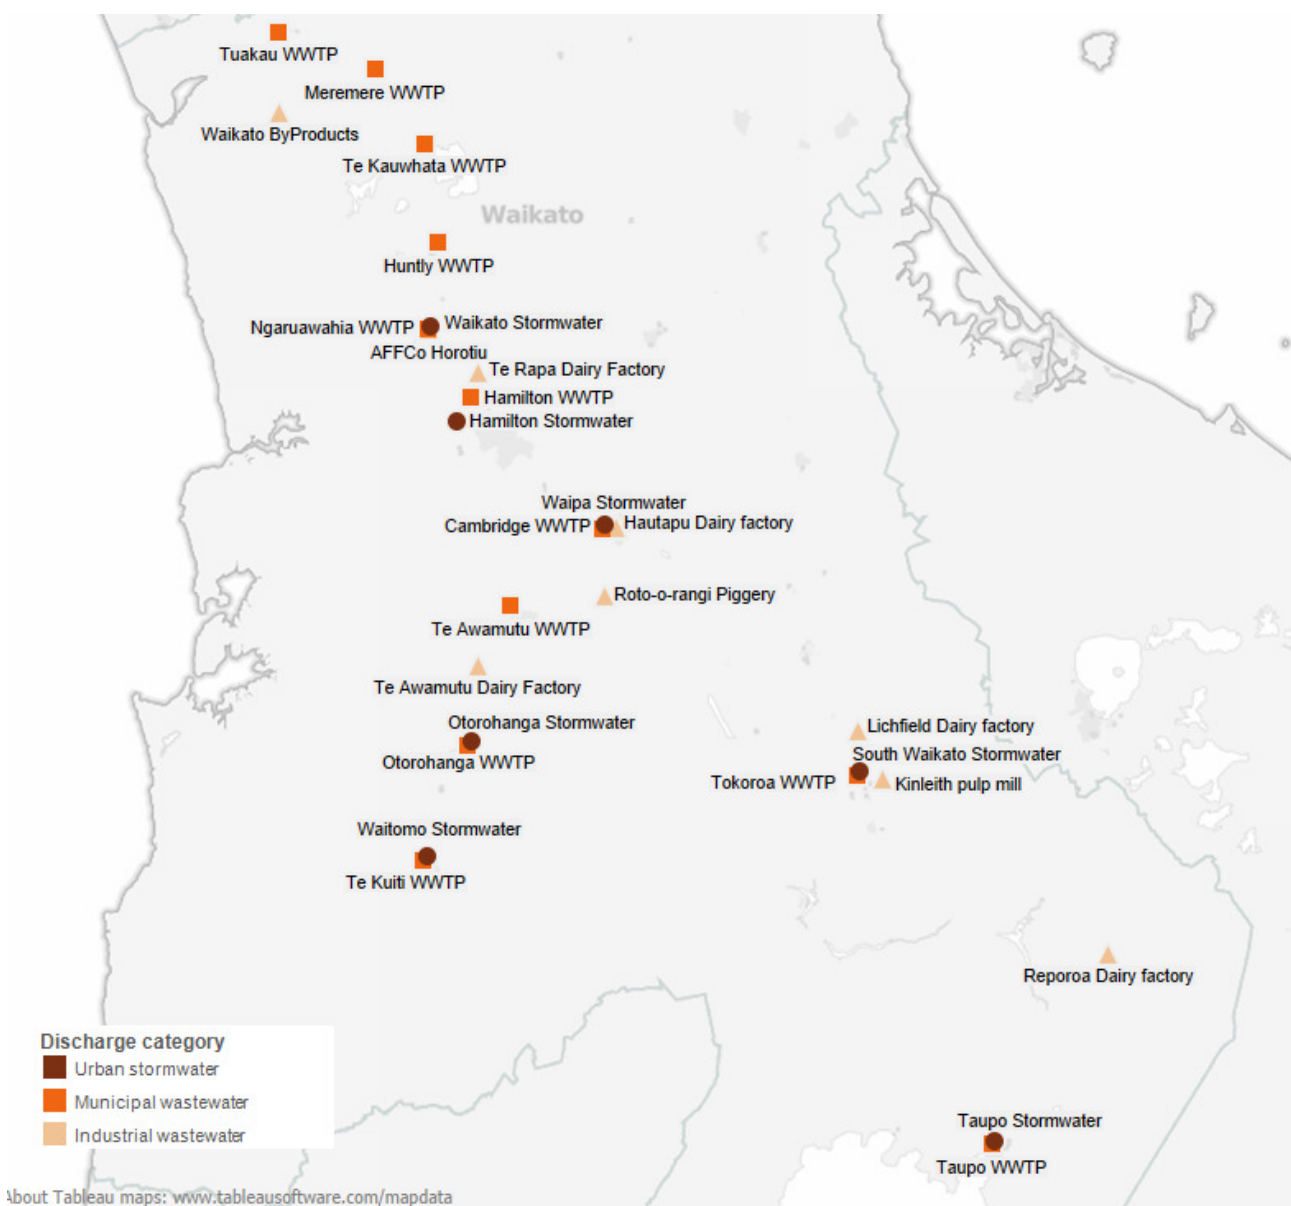 Tuakau WWTP
Meremere WWTP
Waikato ByProducts
Te Kauwhata WWTP
Waikato
Huntly WWTP
Ngaruawahia WWTP
Waikato Stormwater
AFFCo Horotiu
Te Rapa Dairy Factory
Hamilton WWTP
Hamilton Stormwater
Waipa Stormwater
Cambridge WWTP
Hautapu Dairy factory
Roto-o-rangi Piggery
Te Awamutu WWTP
Te Awamutu Dairy Factory
Otorohanga Stormwater
Otorohanga WWTP
Lichfield Dairy factory
South Waikato Stormwater
Tokoroa WWTP
Kinleith pulp mill
Waitomo Stormwater
Te Kuiti WWTP
Reporoa Dairy factory
Discharge category
Urban stormwater
Municipal wastewater
Industrial wastewater
Taupo Stormwater
Taupo WWTP
About Tableau maps: www.tableausoftware.com/mapdata